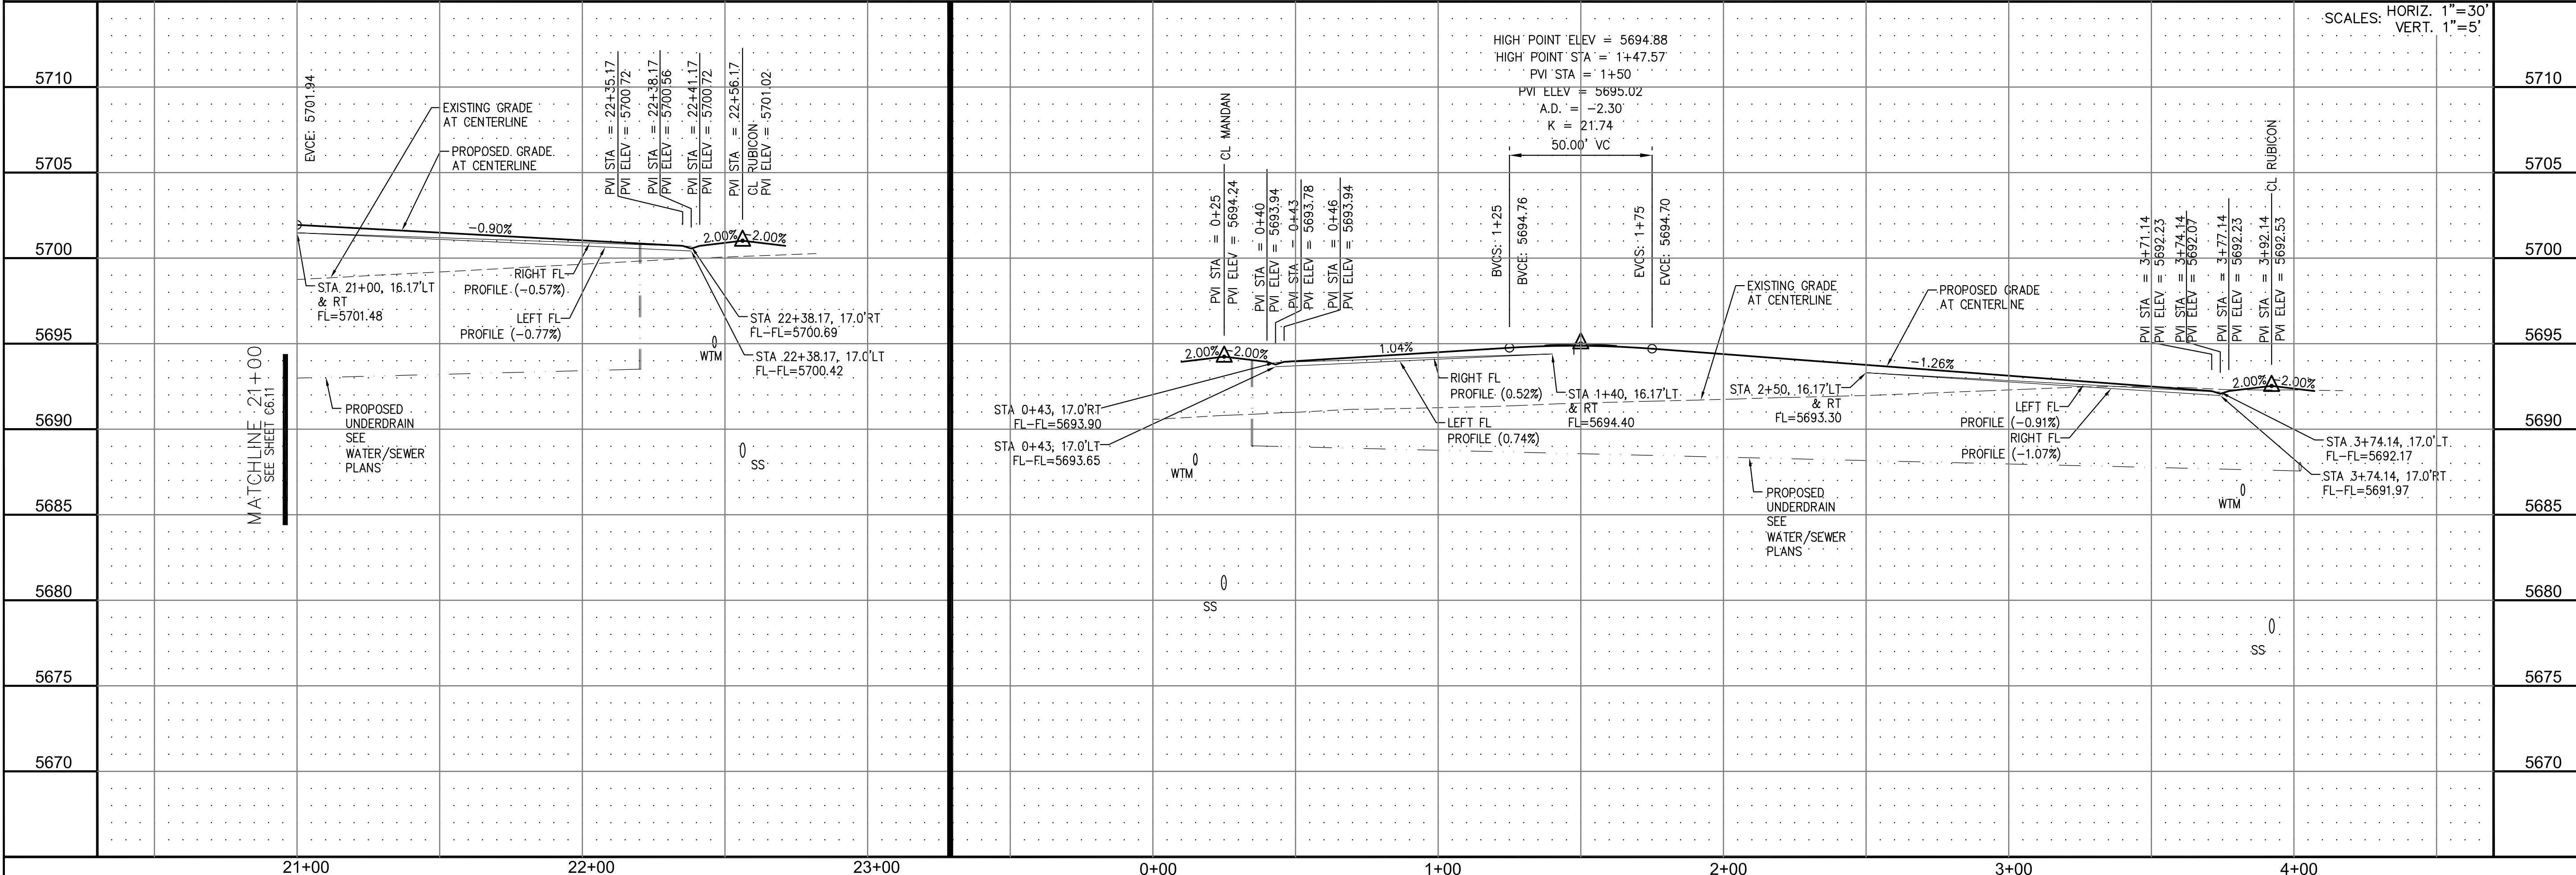 SCALES: HORIZ. 1"=30'
VERT. 1"=5'
5710
5705
5700
5695
5690
5685
5680
5675
5670
EVCE: 5701.94
EXISTING GRADE
AT CENTERLINE
PROPOSED GRADE
AT CENTERLINE
PVI STA = 22+35.17
PVI ELEV = 5700.72
PVI STA = 22+38.17
PVI ELEV = 5700.56
PVI STA = 22+41.17
PVI ELEV = 5700.72
PVI STA = 22+56.17
CL RUBICON
PVI ELEV = 5701.02
-0.90%
2.00%
-2.00%
RIGHT FL
PROFILE (-0.57%)
LEFT FL
PROFILE (-0.77%)
STA 21+00, 16.17'LT
& RT
FL=5701.48
STA 22+38.17, 17.0'RT
FL-FL=5700.69
STA 22+38.17, 17.0'LT
FL-FL=5700.42
WTM
SS
MATCHLINE 21+00
SEE SHEET C6.11
PROPOSED
UNDERDRAIN
SEE
WATER/SEWER
PLANS
HIGH POINT ELEV = 5694.88
HIGH POINT STA = 1+47.57
PVI STA = 1+50
PVI ELEV = 5695.02
A.D. = -2.30
K = 21.74
50.00' VC
CL MANDAN
PVI STA = 0+25
PVI ELEV = 5694.24
PVI STA = 0+40
PVI ELEV = 5693.94
PVI STA = 0+43
PVI ELEV = 5693.78
PVI STA = 0+46
PVI ELEV = 5693.94
BVCS: 1+25
BVCE: 5694.76
EVCS: 1+75
EVCE: 5694.70
2.00%
-2.00%
1.04%
-1.26%
EXISTING GRADE
AT CENTERLINE
PROPOSED GRADE
AT CENTERLINE
RIGHT FL
PROFILE (0.52%)
LEFT FL
PROFILE (0.74%)
STA 0+43, 17.0'RT
FL-FL=5693.90
STA 0+43, 17.0'LT
FL-FL=5693.65
STA 1+40, 16.17'LT
& RT
FL=5694.40
STA 2+50, 16.17'LT
& RT
FL=5693.30
WTM
SS
PROPOSED
UNDERDRAIN
SEE
WATER/SEWER
PLANS
PVI STA = 3+71.14
PVI ELEV = 5692.23
PVI STA = 3+74.14
PVI ELEV = 5692.07
PVI STA = 3+77.14
PVI ELEV = 5692.23
CL RUBICON
PVI STA = 3+92.14
PVI ELEV = 5692.53
2.00%
-2.00%
LEFT FL
PROFILE (-0.91%)
RIGHT FL
PROFILE (-1.07%)
STA 3+74.14, 17.0'LT
FL-FL=5692.17
STA 3+74.14, 17.0'RT
FL-FL=5691.97
WTM
SS
5710
5705
5700
5695
5690
5685
5680
5675
5670
21+00
22+00
23+00
0+00
1+00
2+00
3+00
4+00